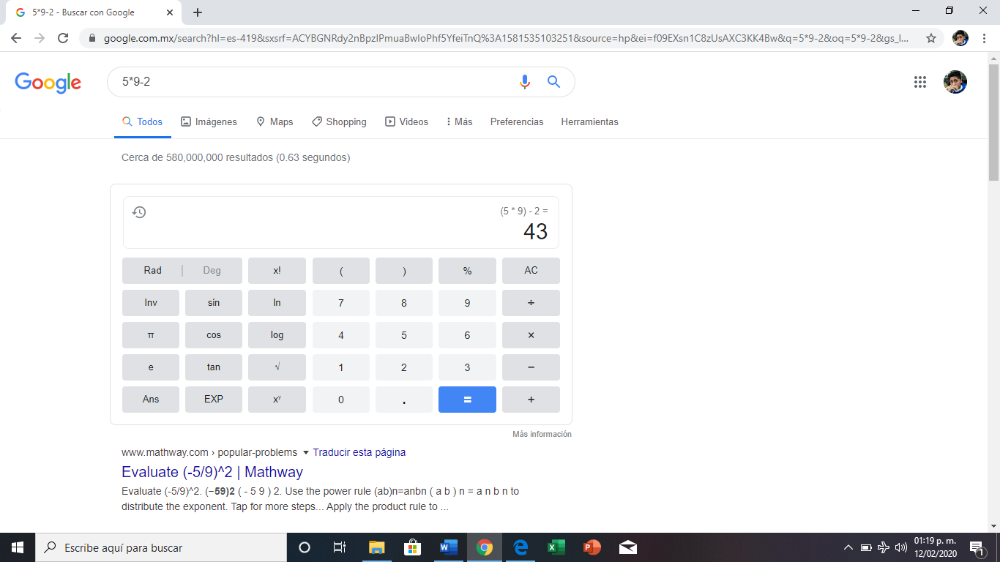 5*9-2 - Buscar con Google
google.com.mx/search?hl=es-419&sxsrf=ACYBGNRdy2nBpzlPmuaBwIoPhf5YfeiTnQ%3A1581535103251&source=hp&ei=f09EXsn1C8zUsAXC3KK4Bw&q=5*9-2&oq=5*9-2&gs_l...
Google
5*9-2
Todos Imágenes Maps Shopping Videos Más Preferencias Herramientas
Cerca de 580,000,000 resultados (0.63 segundos)
(5 * 9) - 2 =
43
Rad | Deg x! ( ) % AC
Inv sin ln 7 8 9 ÷
π cos log 4 5 6 ×
e tan √ 1 2 3 −
Ans EXP xʸ 0 . = +
Más información
www.mathway.com › popular-problems ▾ Traducir esta página
Evaluate (-5/9)^2 | Mathway
Evaluate (-5/9)^2. (−59)2 ( - 5 9 ) 2. Use the power rule (ab)n=anbn ( a b ) n = a n b n to
distribute the exponent. Tap for more steps... Apply the product rule to ...
Escribe aquí para buscar
01:19 p. m.
12/02/2020
1